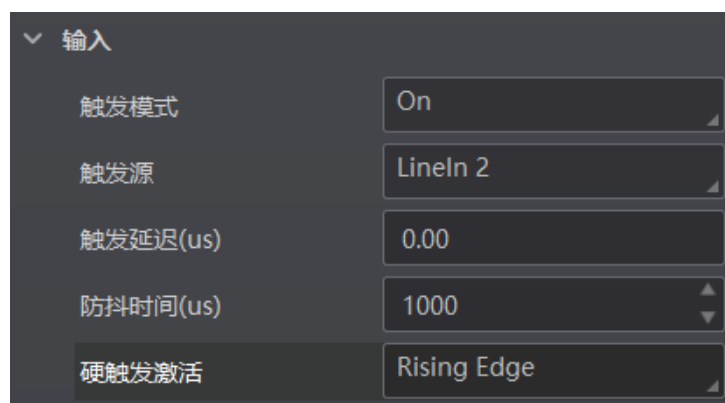 输入
触发模式 On
触发源 LineIn 2
触发延迟(us) 0.00
防抖时间(us) 1000
硬触发激活 Rising Edge